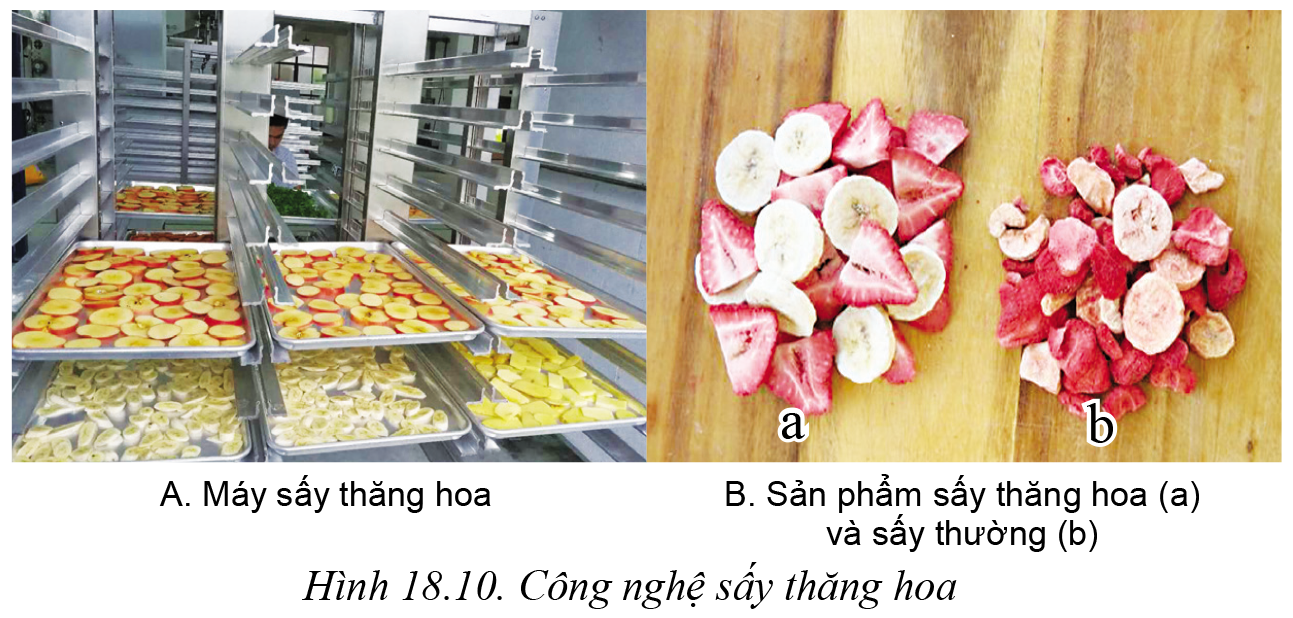 a
b
A. Máy sấy thăng hoa
B. Sản phẩm sấy thăng hoa (a)
và sấy thường (b)
Hình 18.10. Công nghệ sấy thăng hoa